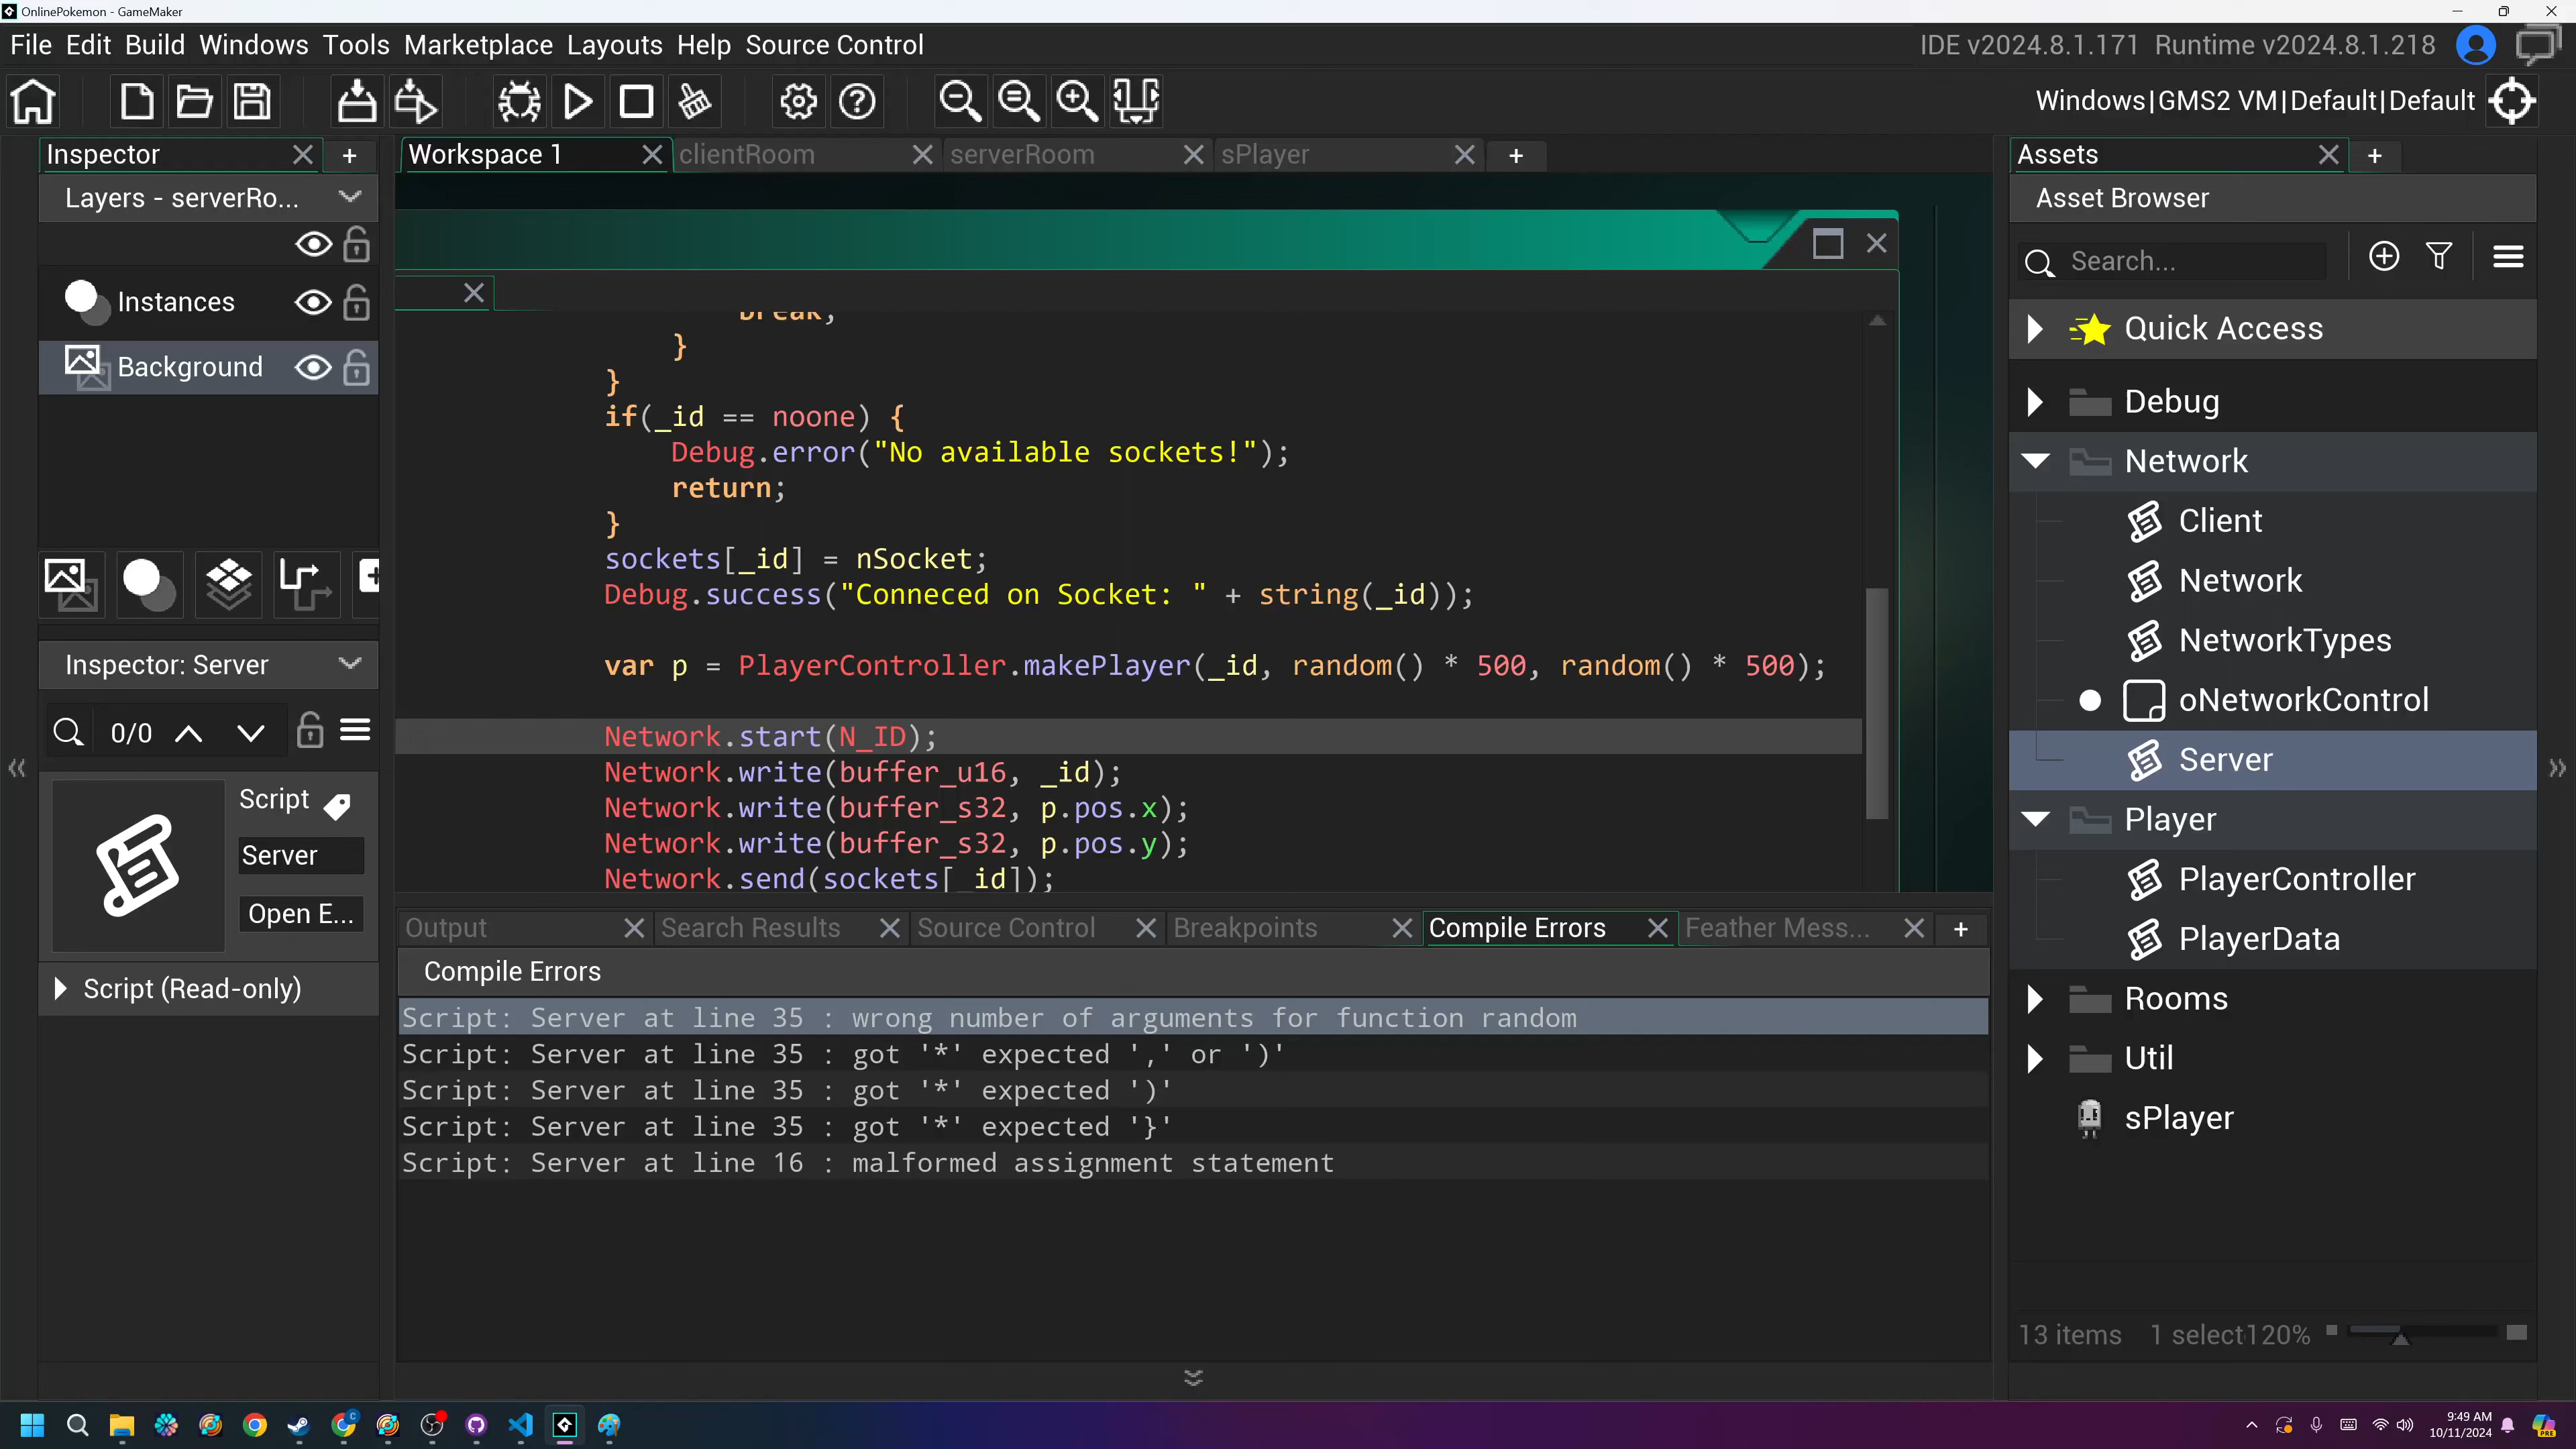 OnlinePokemon - GameMaker
File Edit Build Windows Tools Marketplace Layouts Help Source Control
IDE v2024.8.1.171 Runtime v2024.8.1.218
Windows|GMS2 VM|Default|Default
Inspector
Layers - serverRo...
Instances
Background
Inspector: Server
0/0
Script
Server
Open E...
Script (Read-only)
Workspace 1
clientRoom
serverRoom
sPlayer
break;
}
}
if(_id == noone) {
Debug.error("No available sockets!");
return;
}
sockets[_id] = nSocket;
Debug.success("Conneced on Socket: " + string(_id));
var p = PlayerController.makePlayer(_id, random() * 500, random() * 500);
Network.start(N_ID);
Network.write(buffer_u16, _id);
Network.write(buffer_s32, p.pos.x);
Network.write(buffer_s32, p.pos.y);
Network.send(sockets[_id]);
Output
Search Results
Source Control
Breakpoints
Compile Errors
Feather Mess...
Compile Errors
Script: Server at line 35 : wrong number of arguments for function random
Script: Server at line 35 : got '*' expected ',' or ')'
Script: Server at line 35 : got '*' expected ')'
Script: Server at line 35 : got '*' expected '}'
Script: Server at line 16 : malformed assignment statement
Assets
Asset Browser
Search...
Quick Access
Debug
Network
Client
Network
NetworkTypes
oNetworkControl
Server
Player
PlayerController
PlayerData
Rooms
Util
sPlayer
13 items 1 select 120%
9:49 AM
10/11/2024
PRE